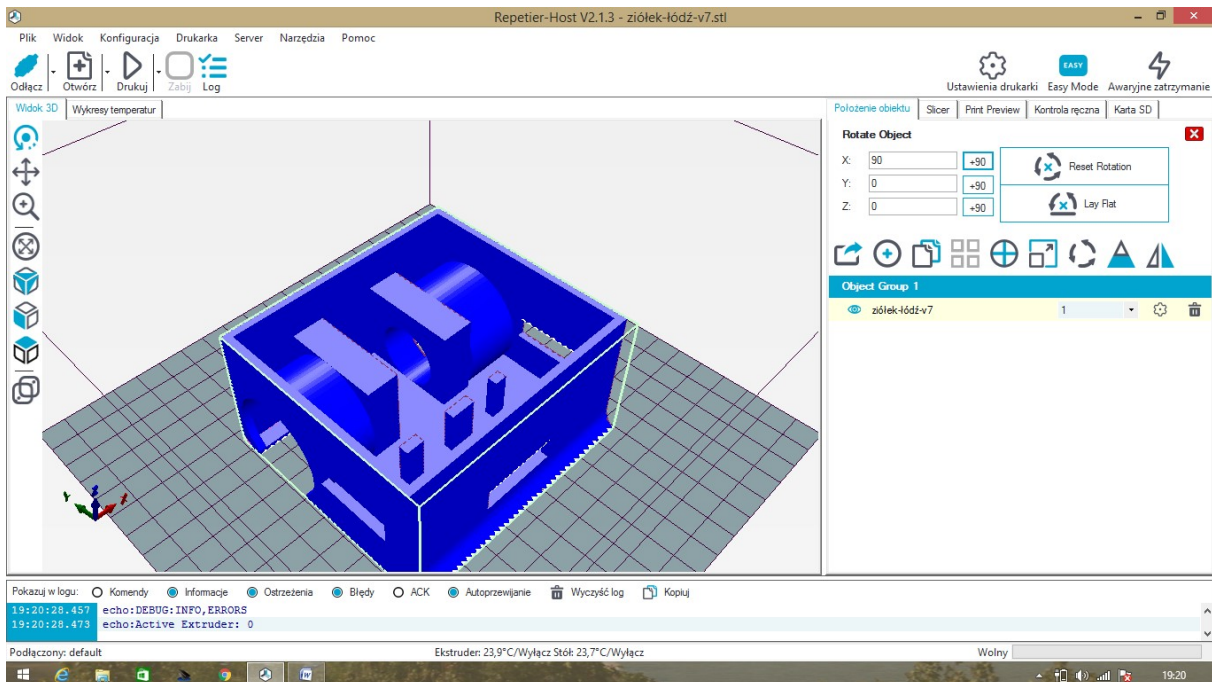 Repetier-Host V2.1.3 - ziółek-łódź-v7.stl
Plik Widok Konfiguracja Drukarka Server Narzędzia Pomoc
Odłącz Otwórz Drukuj Zabij Log Ustawienia drukarki EASY Easy Mode Awaryjne zatrzymanie
Widok 3D Wykresy temperatur Położenie obiektu Slicer Print Preview Kontrola ręczna Karta SD
Rotate Object
X: 90 +90 Reset Rotation
Y: 0 +90
Z: 0 +90 Lay Flat
Object Group 1
ziółek-łódź-v7 1
Y Z X
Pokazuj w logu: Komendy Informacje Ostrzeżenia Błędy ACK Autoprzewijanie Wyczyść log Kopiuj
19:20:28.457 echo:DEBUG:INFO,ERRORS
19:20:28.473 echo:Active Extruder: 0
Podłączony: default Ekstruder: 23,9°C/Wyłącz Stół: 23,7°C/Wyłącz Wolny
19:20